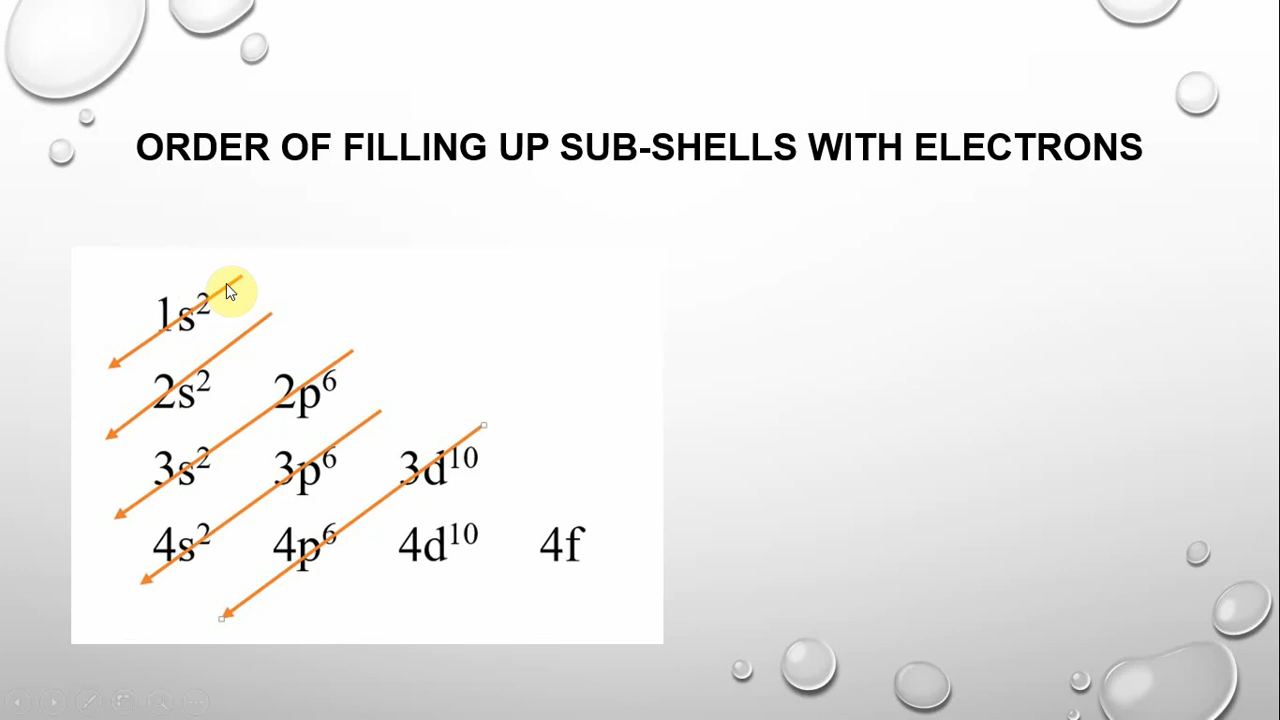 ORDER OF FILLING UP SUB-SHELLS WITH ELECTRONS
1s²
2s² 2p⁶
3s² 3p⁶ 3d¹⁰
4s² 4p⁶ 4d¹⁰ 4f